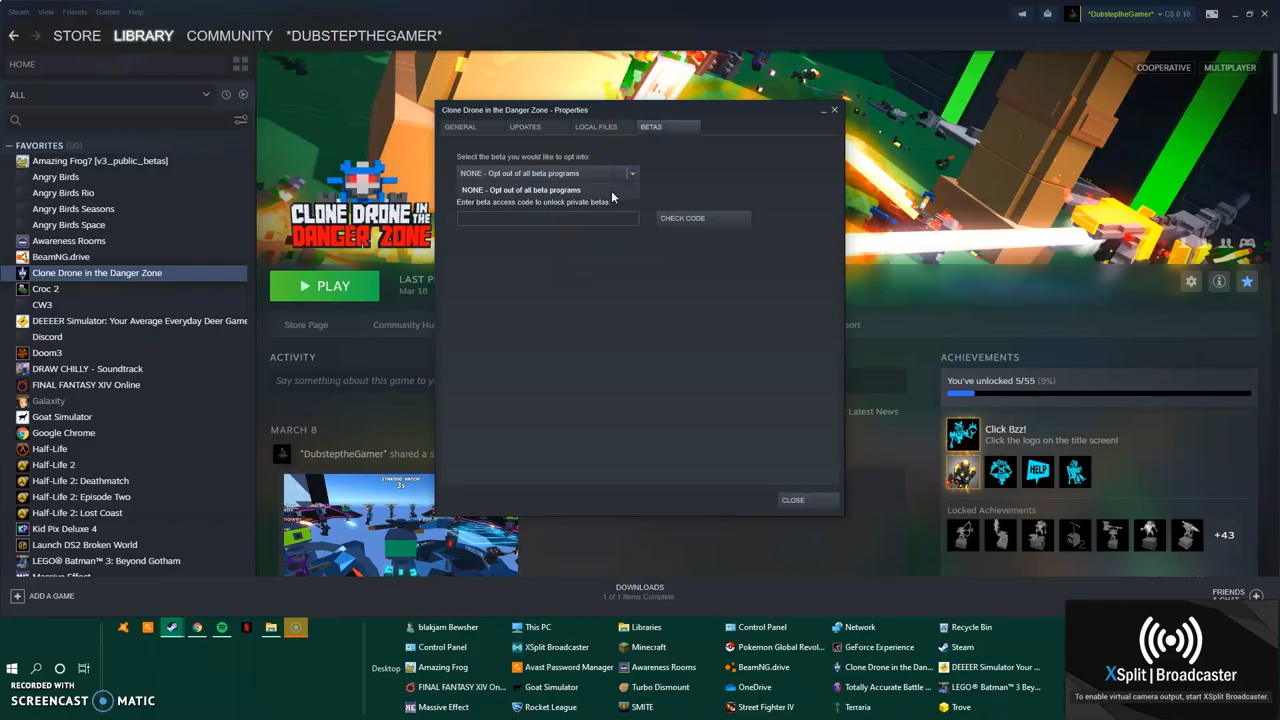 Steam View Friends Games Help
*DubsteptheGamer* C$ 0.10
STORE LIBRARY COMMUNITY *DUBSTEPTHEGAMER*
HOME
ALL
FAVORITES (50)
Amazing Frog? [v3_public_betas]
Angry Birds
Angry Birds Rio
Angry Birds Seasons
Angry Birds Space
Awareness Rooms
BeamNG.drive
Clone Drone in the Danger Zone
Croc 2
CW3
DEEEER Simulator: Your Average Everyday Deer Game
Discord
Doom3
DRAW CHILLY - Soundtrack
FINAL FANTASY XIV Online
Galaxity
Goat Simulator
Google Chrome
Half-Life
Half-Life 2
Half-Life 2: Deathmatch
Half-Life 2: Episode Two
Half-Life 2: Lost Coast
Kid Pix Deluxe 4
Launch DS2 Broken World
LEGO® Batman™ 3: Beyond Gotham
Massive Effect
ADD A GAME
COOPERATIVE MULTIPLAYER
CLONE DRONE IN THE
DANGER ZONE
PLAY
LAST P
Mar 18
Store Page Community Hu port
ACTIVITY
Say something about this game to yo
Latest News
MARCH 8
*DubsteptheGamer* shared a s
STARTING MATCH
3s
Clone Drone in the Danger Zone - Properties
GENERAL UPDATES LOCAL FILES BETAS
Select the beta you would like to opt into:
NONE - Opt out of all beta programs
NONE - Opt out of all beta programs
Enter beta access code to unlock private betas:
CHECK CODE
CLOSE
ACHIEVEMENTS
You've unlocked 5/55 (9%)
Click Bzz!
Click the logo on the title screen!
HELP
Locked Achievements
+43
DOWNLOADS
1 of 1 Items Complete
FRIENDS
& CHAT
Desktop
blakjam Bewsher This PC Libraries Control Panel Network Recycle Bin
Control Panel XSplit Broadcaster Minecraft Pokemon Global Revol... GeForce Experience Steam
Amazing Frog Avast Password Manager Awareness Rooms BeamNG.drive Clone Drone in the Dan... DEEEER Simulator Your ...
FINAL FANTASY XIV On... Goat Simulator Turbo Dismount OneDrive Totally Accurate Battle ... LEGO® Batman™ 3 Bey...
Massive Effect Rocket League SMITE Street Fighter IV Terraria Trove
XSplit | Broadcaster
To enable virtual camera output, start XSplit Broadcaster.
RECORDED WITH
SCREENCAST MATIC